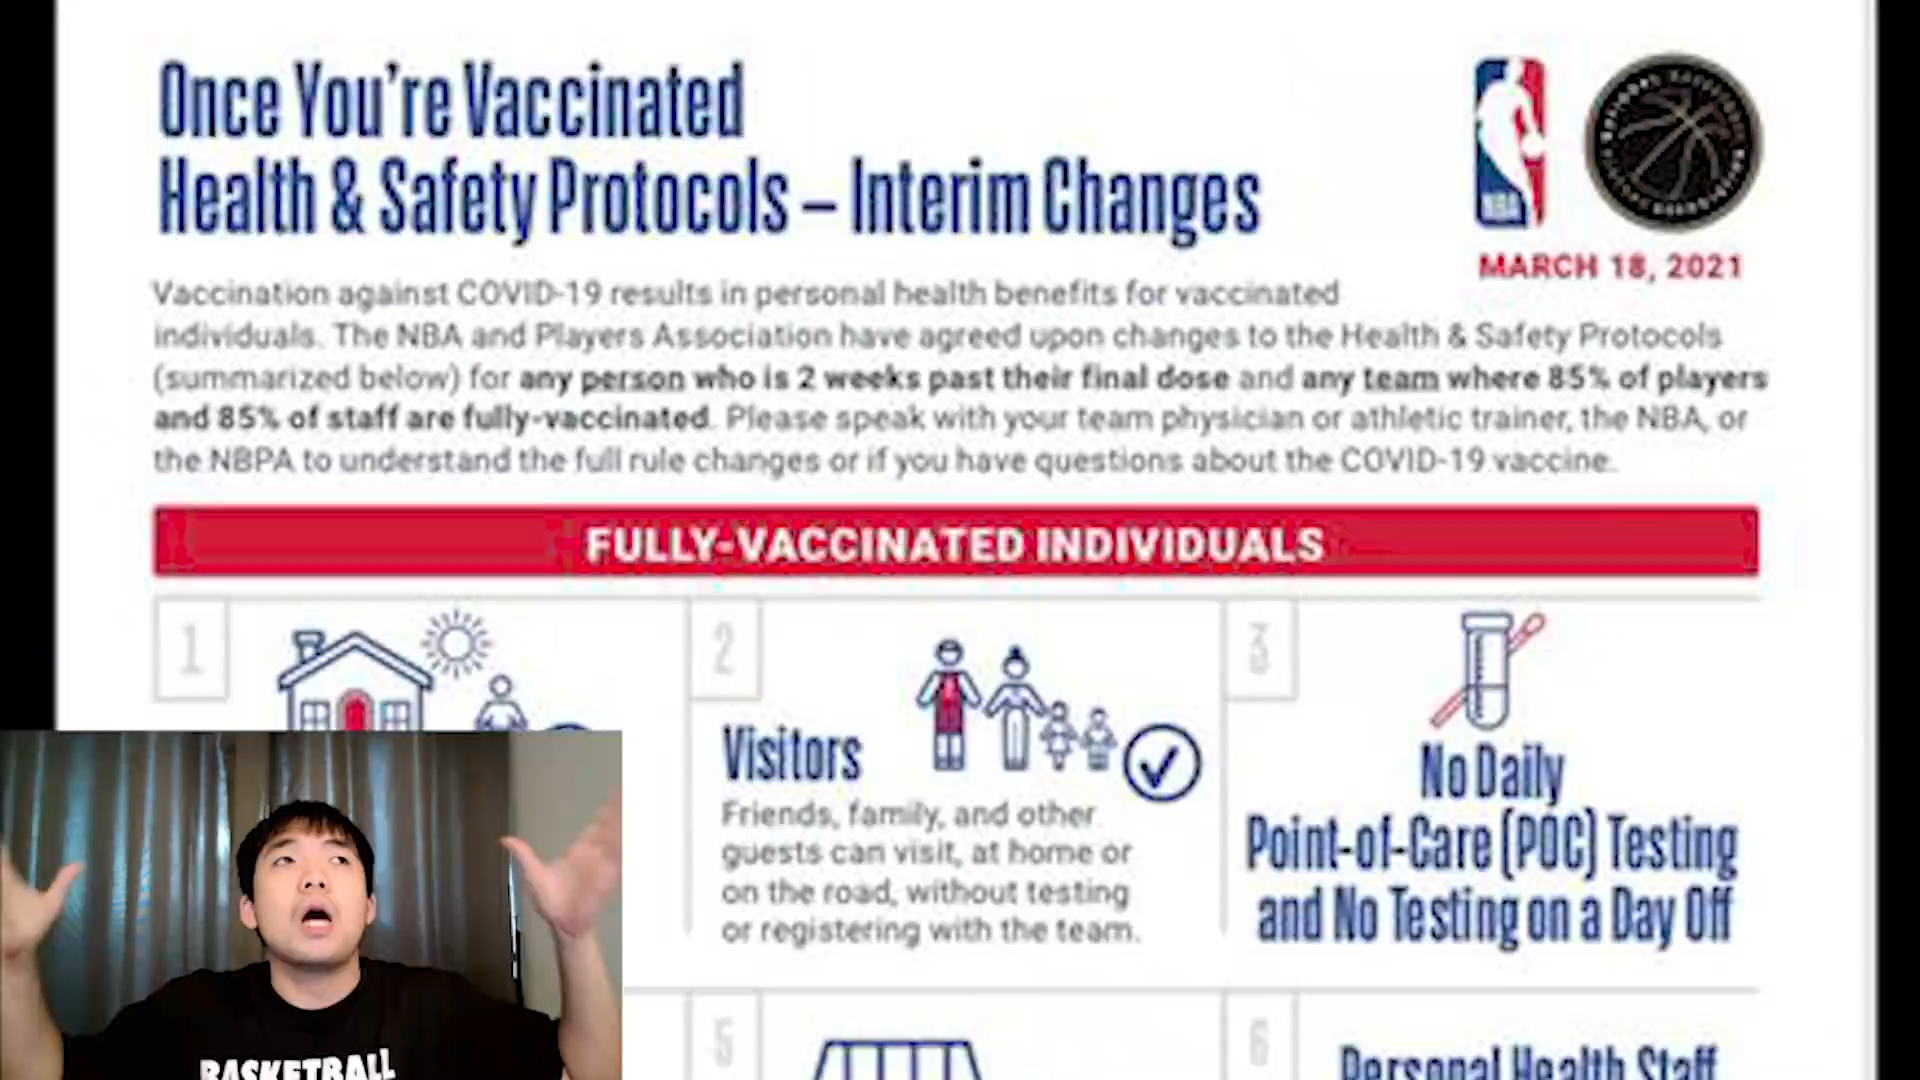 Once You're Vaccinated
Health & Safety Protocols – Interim Changes
NBA
MARCH 18, 2021
Vaccination against COVID-19 results in personal health benefits for vaccinated
individuals. The NBA and Players Association have agreed upon changes to the Health & Safety Protocols
(summarized below) for any person who is 2 weeks past their final dose and any team where 85% of players
and 85% of staff are fully-vaccinated. Please speak with your team physician or athletic trainer, the NBA, or
the NBPA to understand the full rule changes or if you have questions about the COVID-19 vaccine.
FULLY-VACCINATED INDIVIDUALS
1
2
Visitors
Friends, family, and other
guests can visit, at home or
on the road, without testing
or registering with the team.
3
No Daily
Point-of-Care (POC) Testing
and No Testing on a Day Off
5
6
Personal Health Staff
BASKETBALL